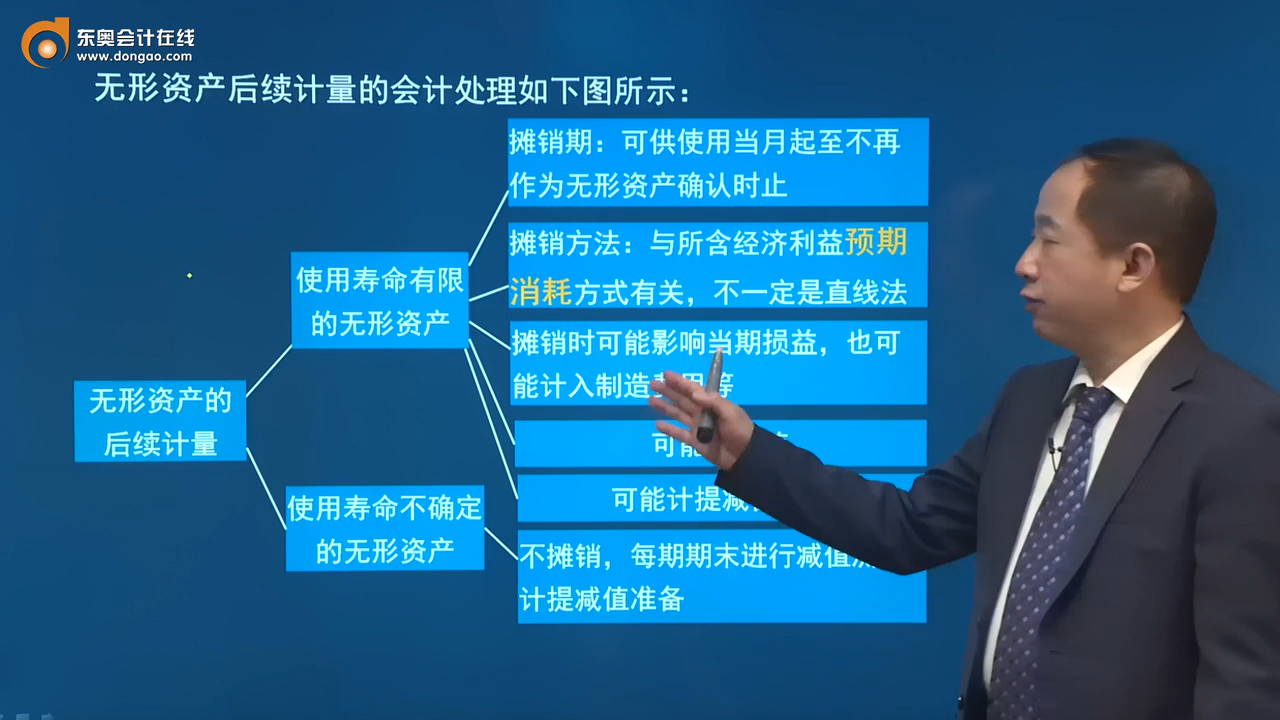 东奥会计在线
www.dongao.com
无形资产后续计量的会计处理如下图所示：
摊销期：可供使用当月起至不再
作为无形资产确认时止
摊销方法：与所含经济利益预期
消耗方式有关，不一定是直线法
使用寿命有限
的无形资产
摊销时可能影响当期损益，也可
能计入制造费用等
无形资产的
后续计量
可能
可能计提减
使用寿命不确定
的无形资产
不摊销，每期期末进行减值
计提减值准备